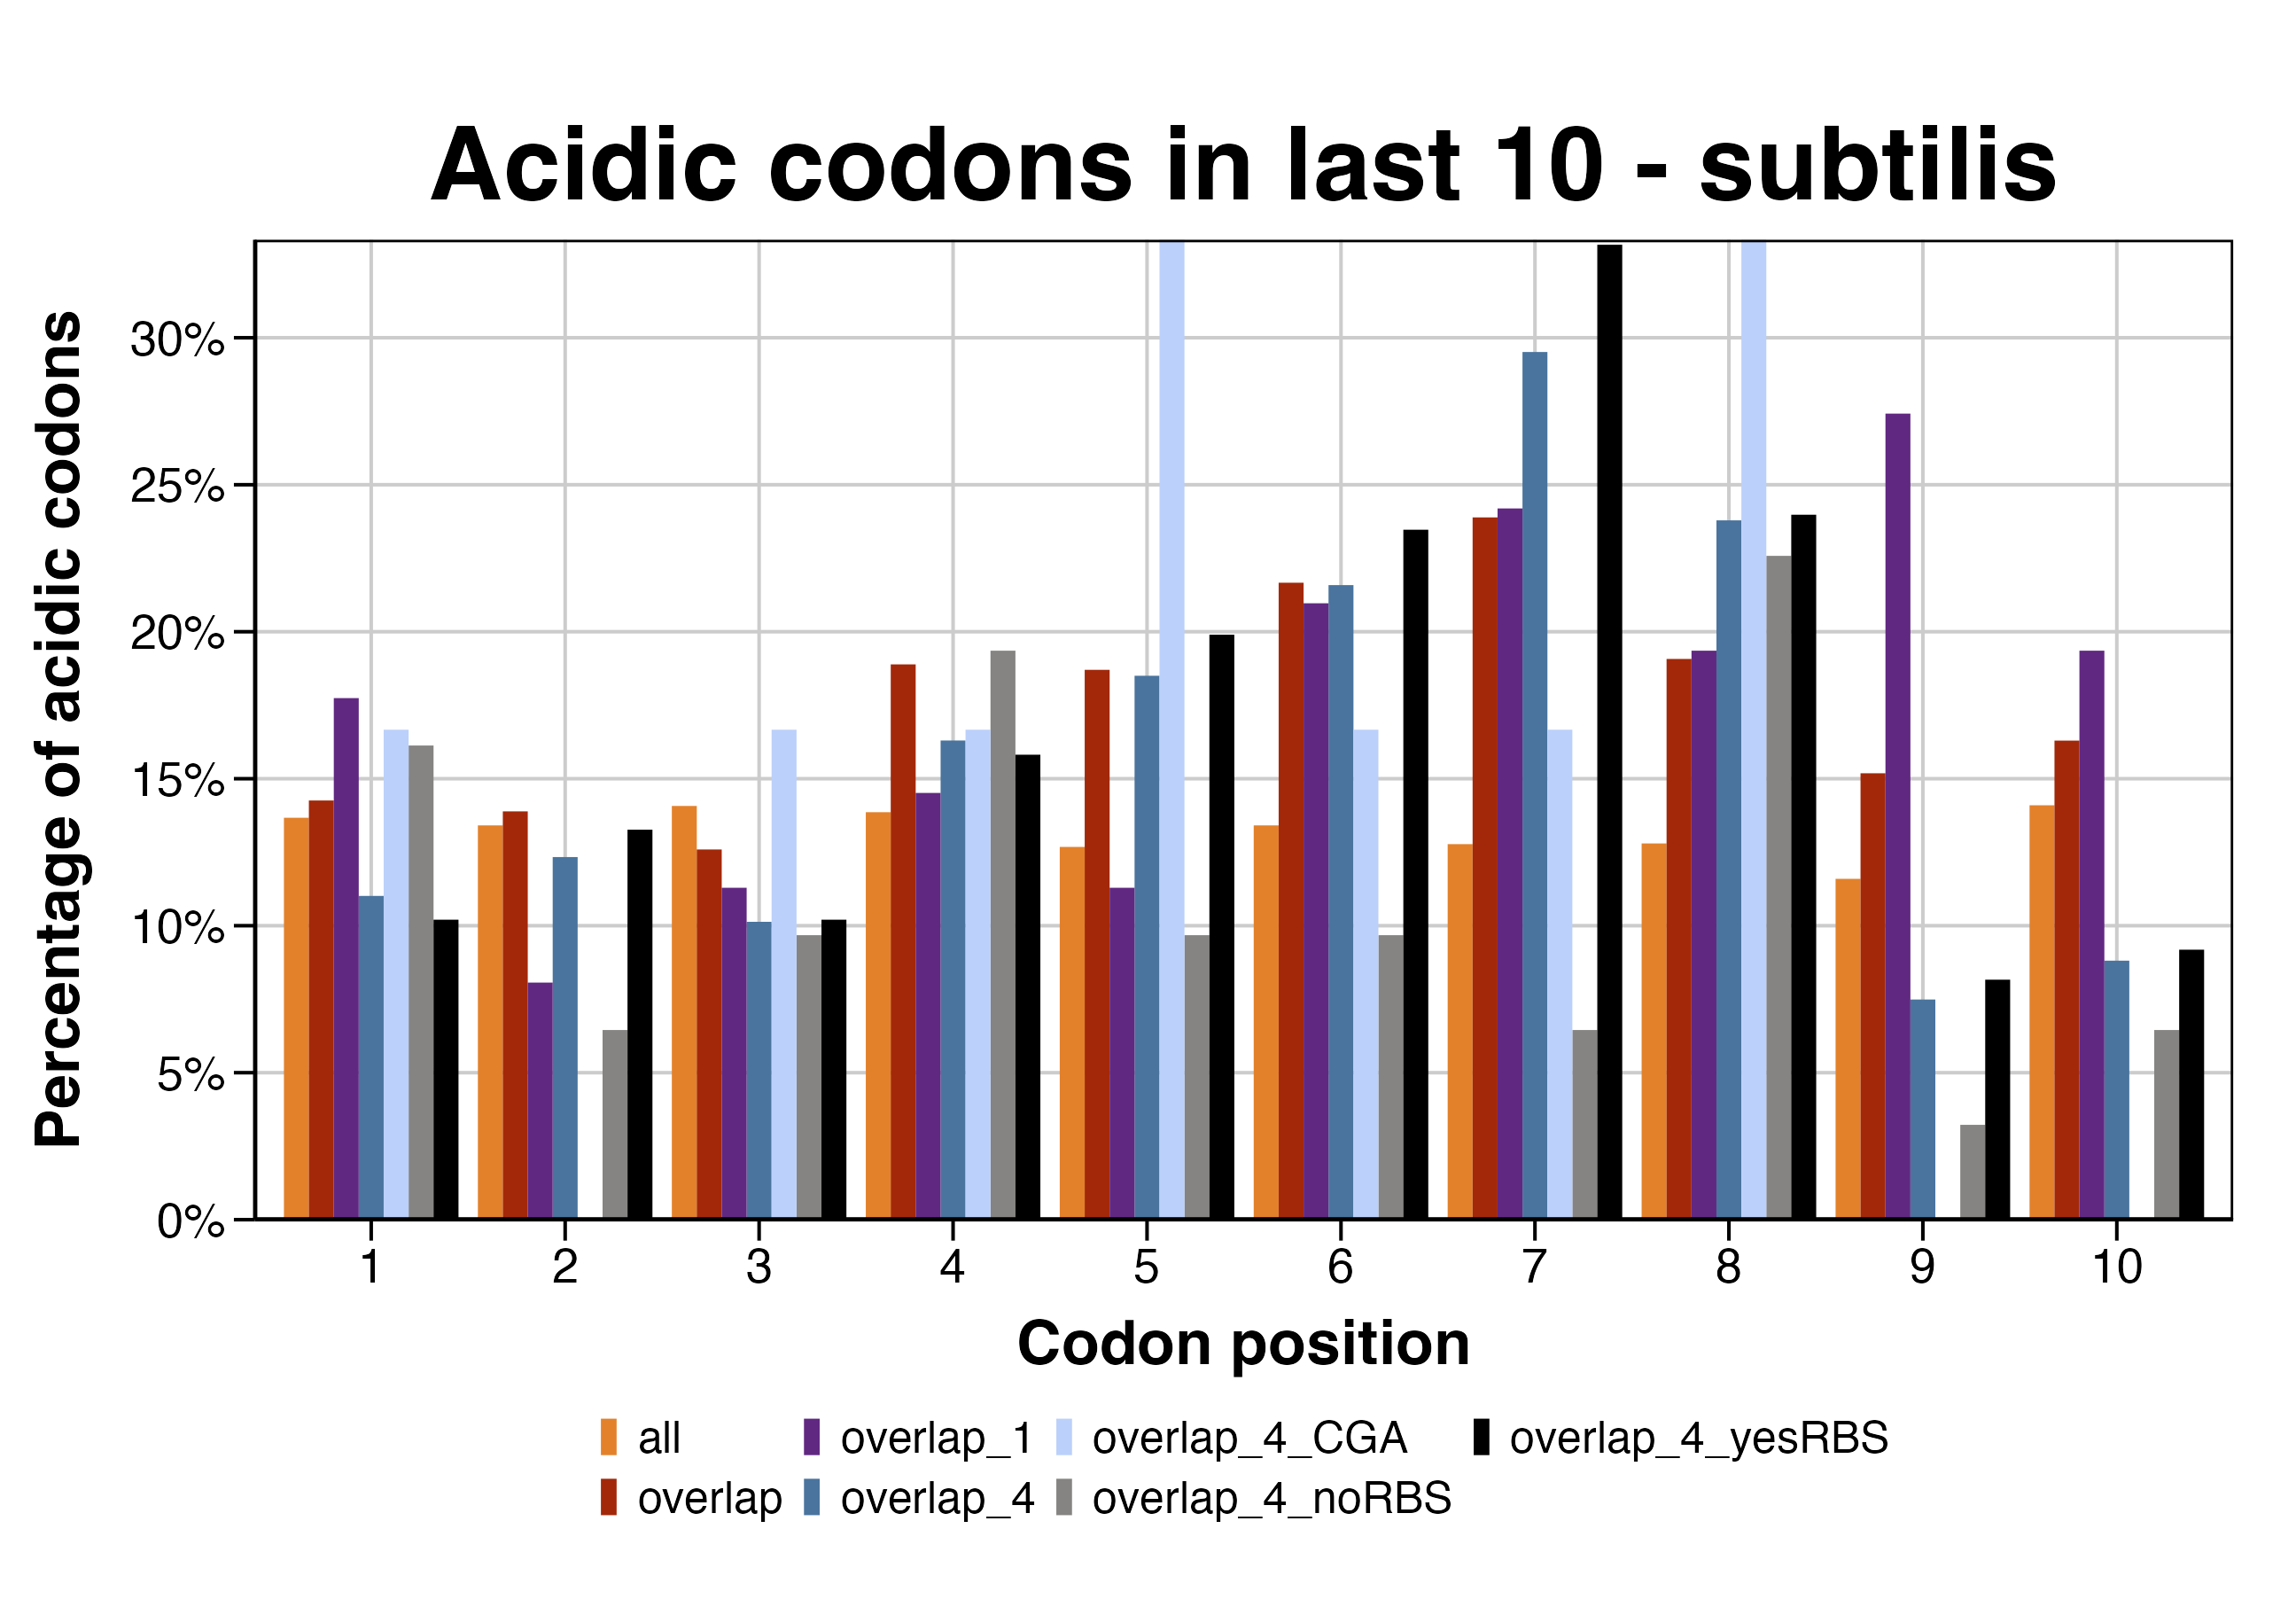 Acidic codons in last 10 - subtilis
Percentage of acidic codons
30%
25%
20%
15%
10%
5%
0%
1 2 3 4 5 6 7 8 9 10
Codon position
all overlap_1 overlap_4_CGA overlap_4_yesRBS
overlap overlap_4 overlap_4_noRBS